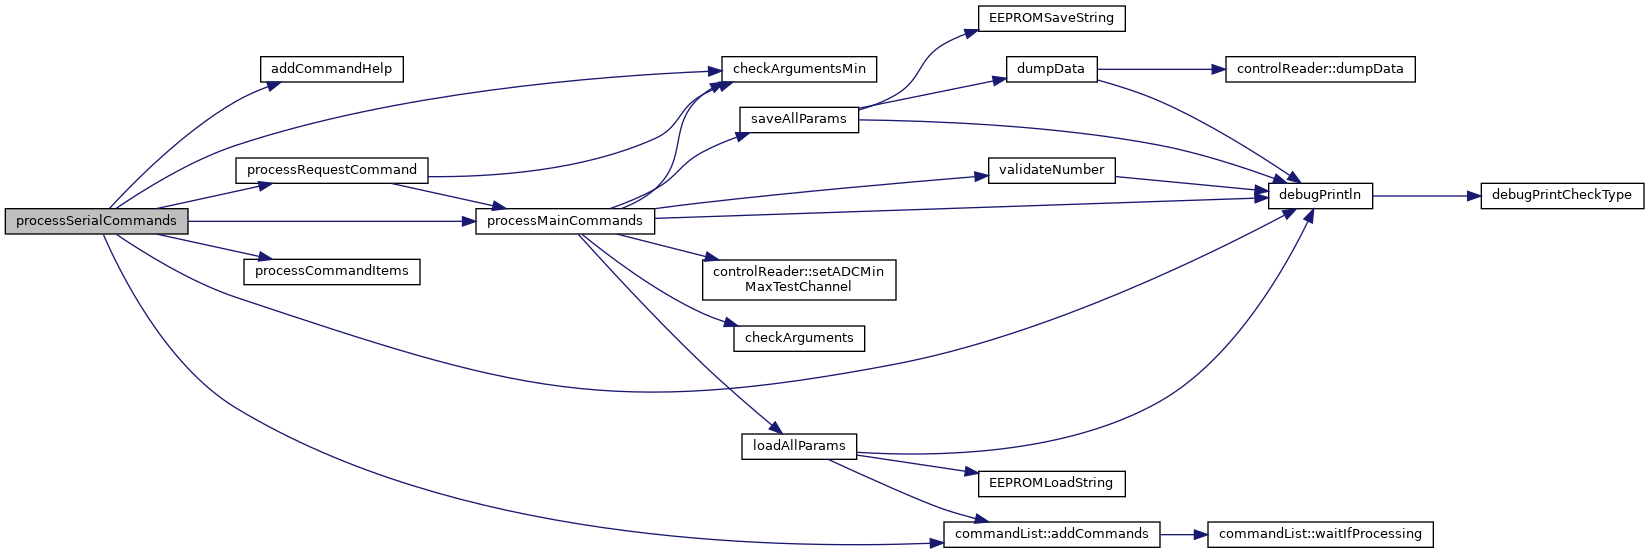 EEPROMSaveString
addCommandHelp
checkArgumentsMin
dumpData
controlReader::dumpData
saveAllParams
processRequestCommand
validateNumber
processSerialCommands
processMainCommands
debugPrintln
debugPrintCheckType
processCommandItems
controlReader::setADCMin
MaxTestChannel
checkArguments
loadAllParams
EEPROMLoadString
commandList::addCommands
commandList::waitIfProcessing